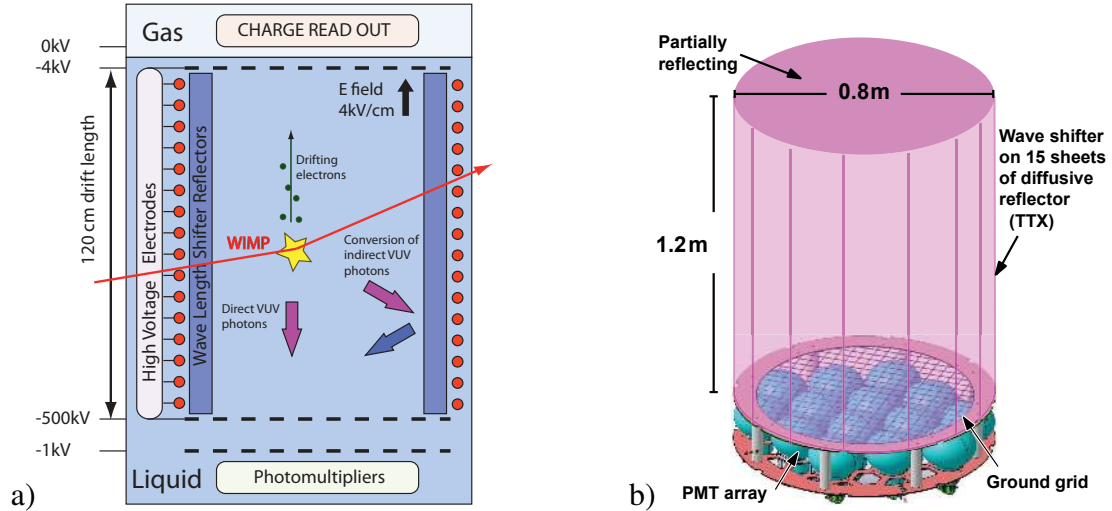 Gas
CHARGE READ OUT
0kV
-4kV
120 cm drift length
High Voltage Electrodes
Wave Length Shifter Reflectors
E field
4kV/cm
Drifting
electrons
WIMP
Conversion of
indirect VUV
photons
Direct VUV
photons
-500kV
-1kV
Liquid
Photomultipliers
a)
Partially
reflecting
0.8m
Wave shifter
on 15 sheets
of diffusive
reflector
(TTX)
1.2m
PMT array
Ground grid
b)